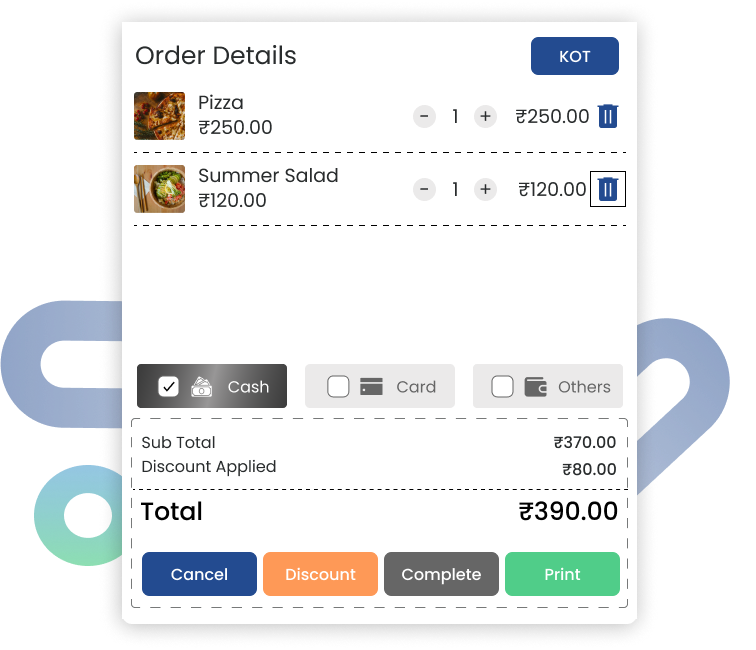 Order Details
KOT
Pizza
₹250.00
- 1 + ₹250.00
Summer Salad
₹120.00
- 1 + ₹120.00
Cash
Card
Others
Sub Total ₹370.00
Discount Applied ₹80.00
Total ₹390.00
Cancel
Discount
Complete
Print